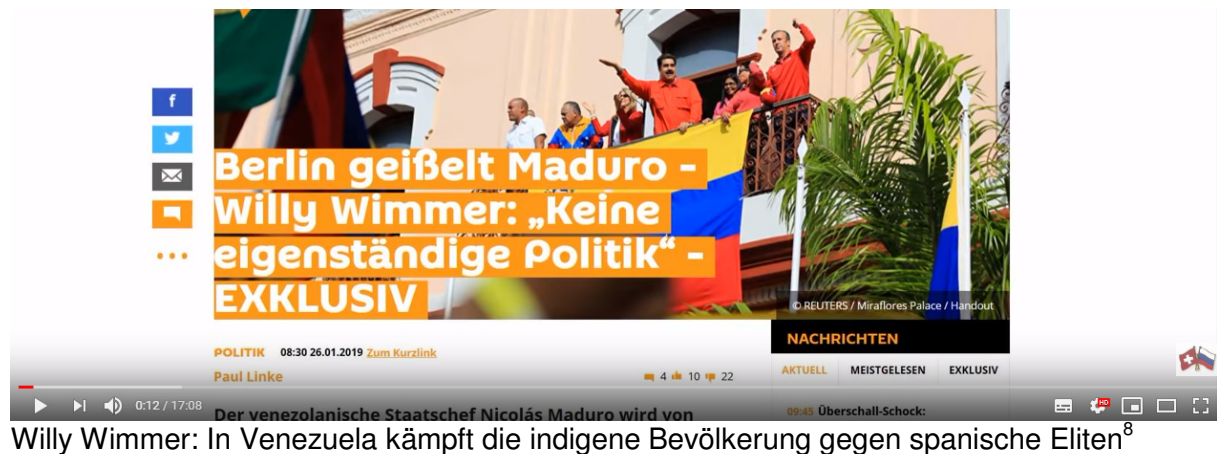 Berlin geißelt Maduro -
Willy Wimmer: „Keine
eigenständige Politik“ -
EXKLUSIV
© REUTERS / Miraflores Palace / Handout
POLITIK 08:30 26.01.2019 Zum Kurzlink
Paul Linke
4 10 22
NACHRICHTEN
AKTUELL MEISTGELESEN EXKLUSIV
Der venezolanische Staatschef Nicolás Maduro wird von
09:45 Überschall-Schock:
0:12 / 17:08
HD
Willy Wimmer: In Venezuela kämpft die indigene Bevölkerung gegen spanische Eliten⁸